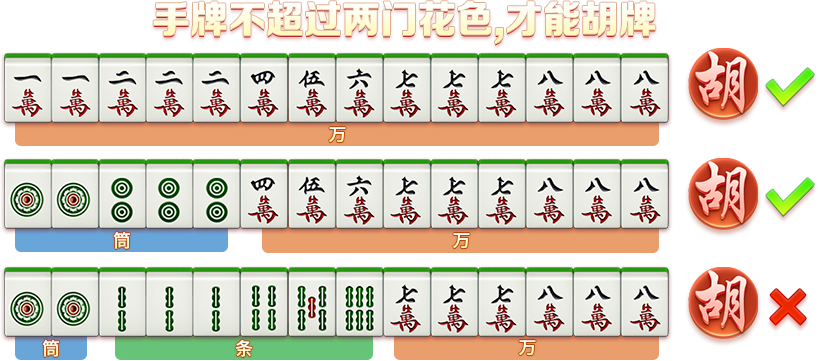 手牌不超过两门花色,才能胡牌
一萬 一萬 二萬 二萬 二萬 四萬 伍萬 六萬 七萬 七萬 七萬 八萬 八萬 八萬 胡
万
四萬 伍萬 六萬 七萬 七萬 七萬 八萬 八萬 八萬 胡
筒 万
七萬 七萬 七萬 八萬 八萬 八萬 胡
筒 条 万